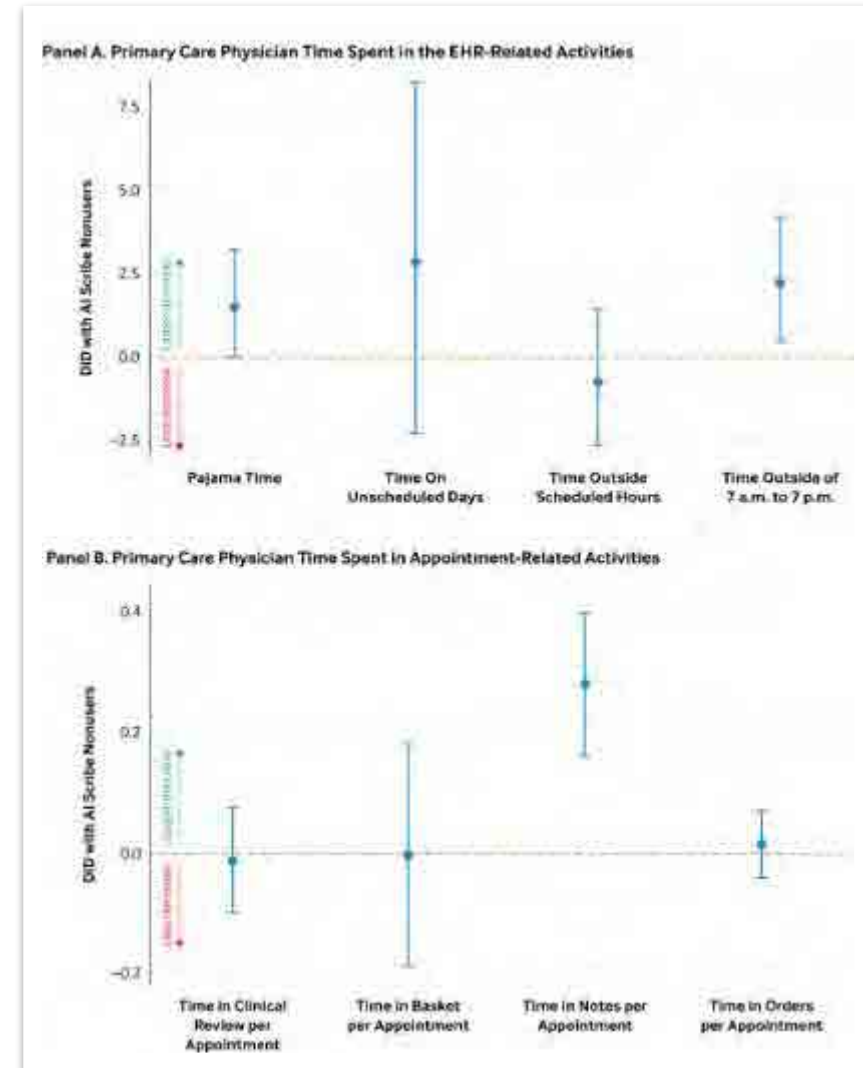 Panel A. Primary Care Physician Time Spent in the EHR-Related Activities
7.5
5.0
2.5
0.0
−2.5
DID with AI Scribe Nonusers
Pajama Time
Time On
Unscheduled Days
Time Outside
Scheduled Hours
Time Outside of
7 a.m. to 7 p.m.
Panel B. Primary Care Physician Time Spent in Appointment-Related Activities
0.4
0.2
0.0
−0.2
DID with AI Scribe Nonusers
Time in Clinical
Review per
Appointment
Time in Basket
per Appointment
Time in Notes per
Appointment
Time in Orders
per Appointment